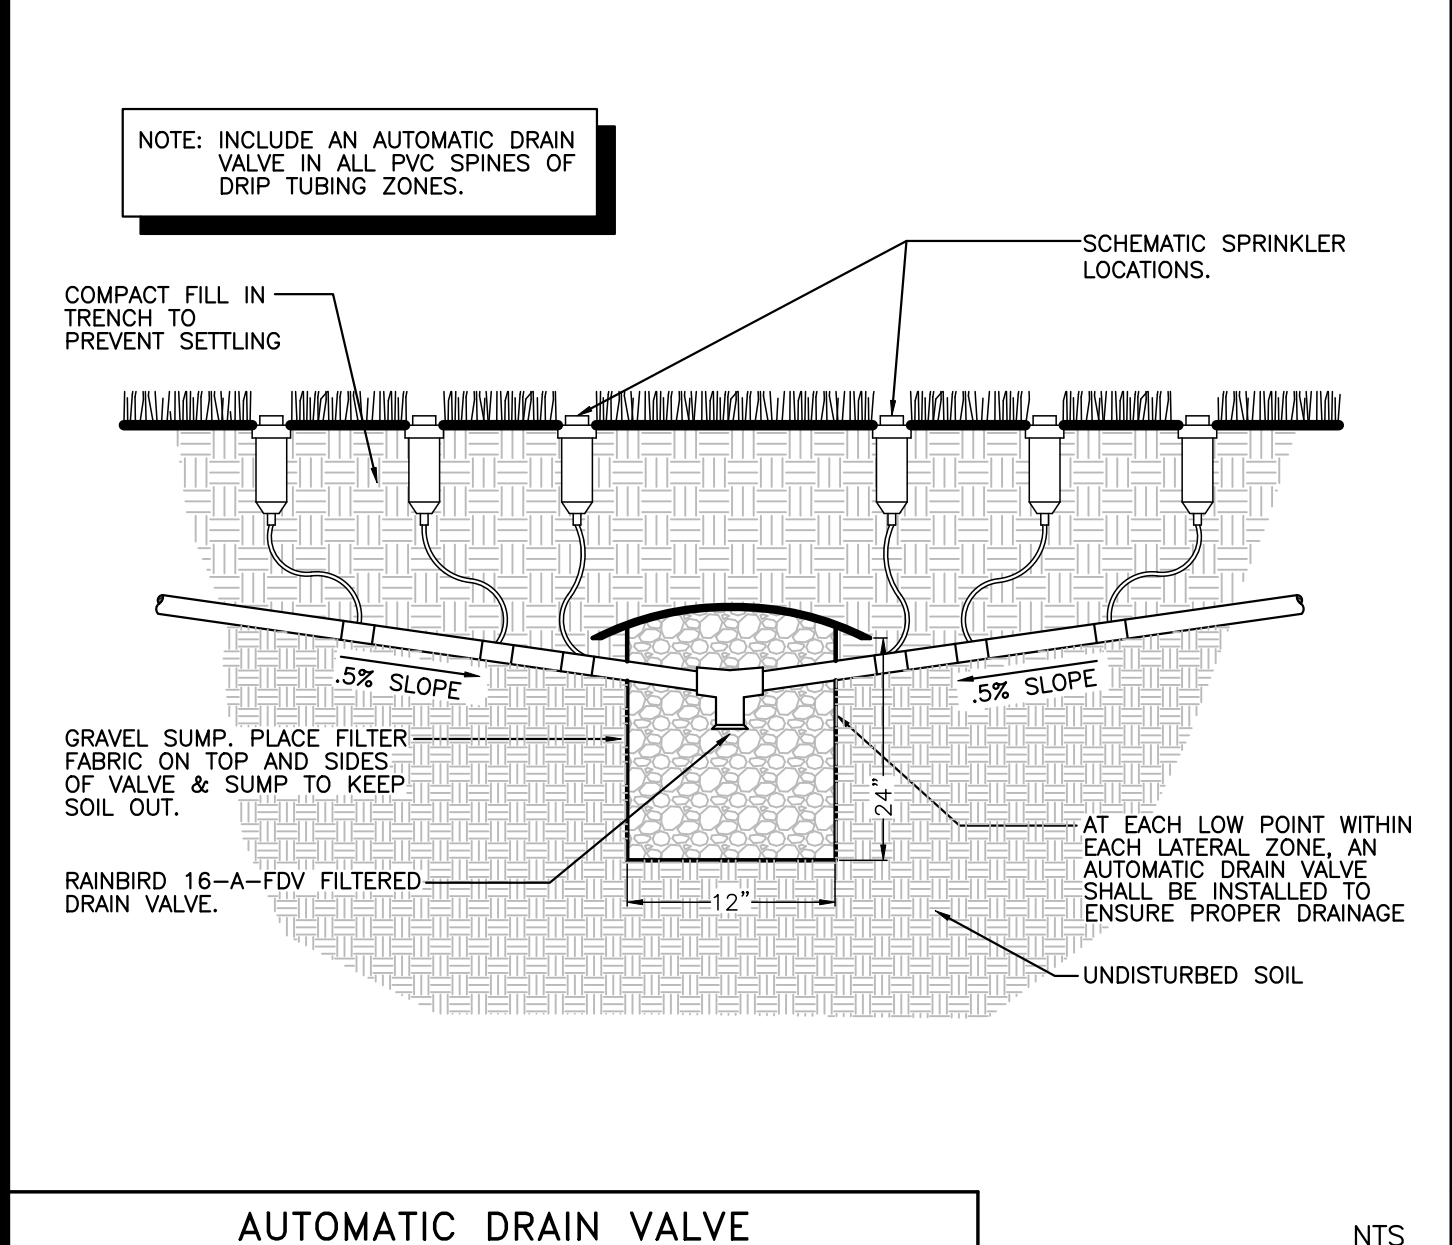 NOTE: INCLUDE AN AUTOMATIC DRAIN
VALVE IN ALL PVC SPINES OF
DRIP TUBING ZONES.
SCHEMATIC SPRINKLER
LOCATIONS.
COMPACT FILL IN
TRENCH TO
PREVENT SETTLING
.5% SLOPE
.5% SLOPE
GRAVEL SUMP. PLACE FILTER
FABRIC ON TOP AND SIDES
OF VALVE & SUMP TO KEEP
SOIL OUT.
24"
AT EACH LOW POINT WITHIN
EACH LATERAL ZONE, AN
AUTOMATIC DRAIN VALVE
SHALL BE INSTALLED TO
ENSURE PROPER DRAINAGE
RAINBIRD 16-A-FDV FILTERED
DRAIN VALVE.
12"
UNDISTURBED SOIL
AUTOMATIC DRAIN VALVE
NTS